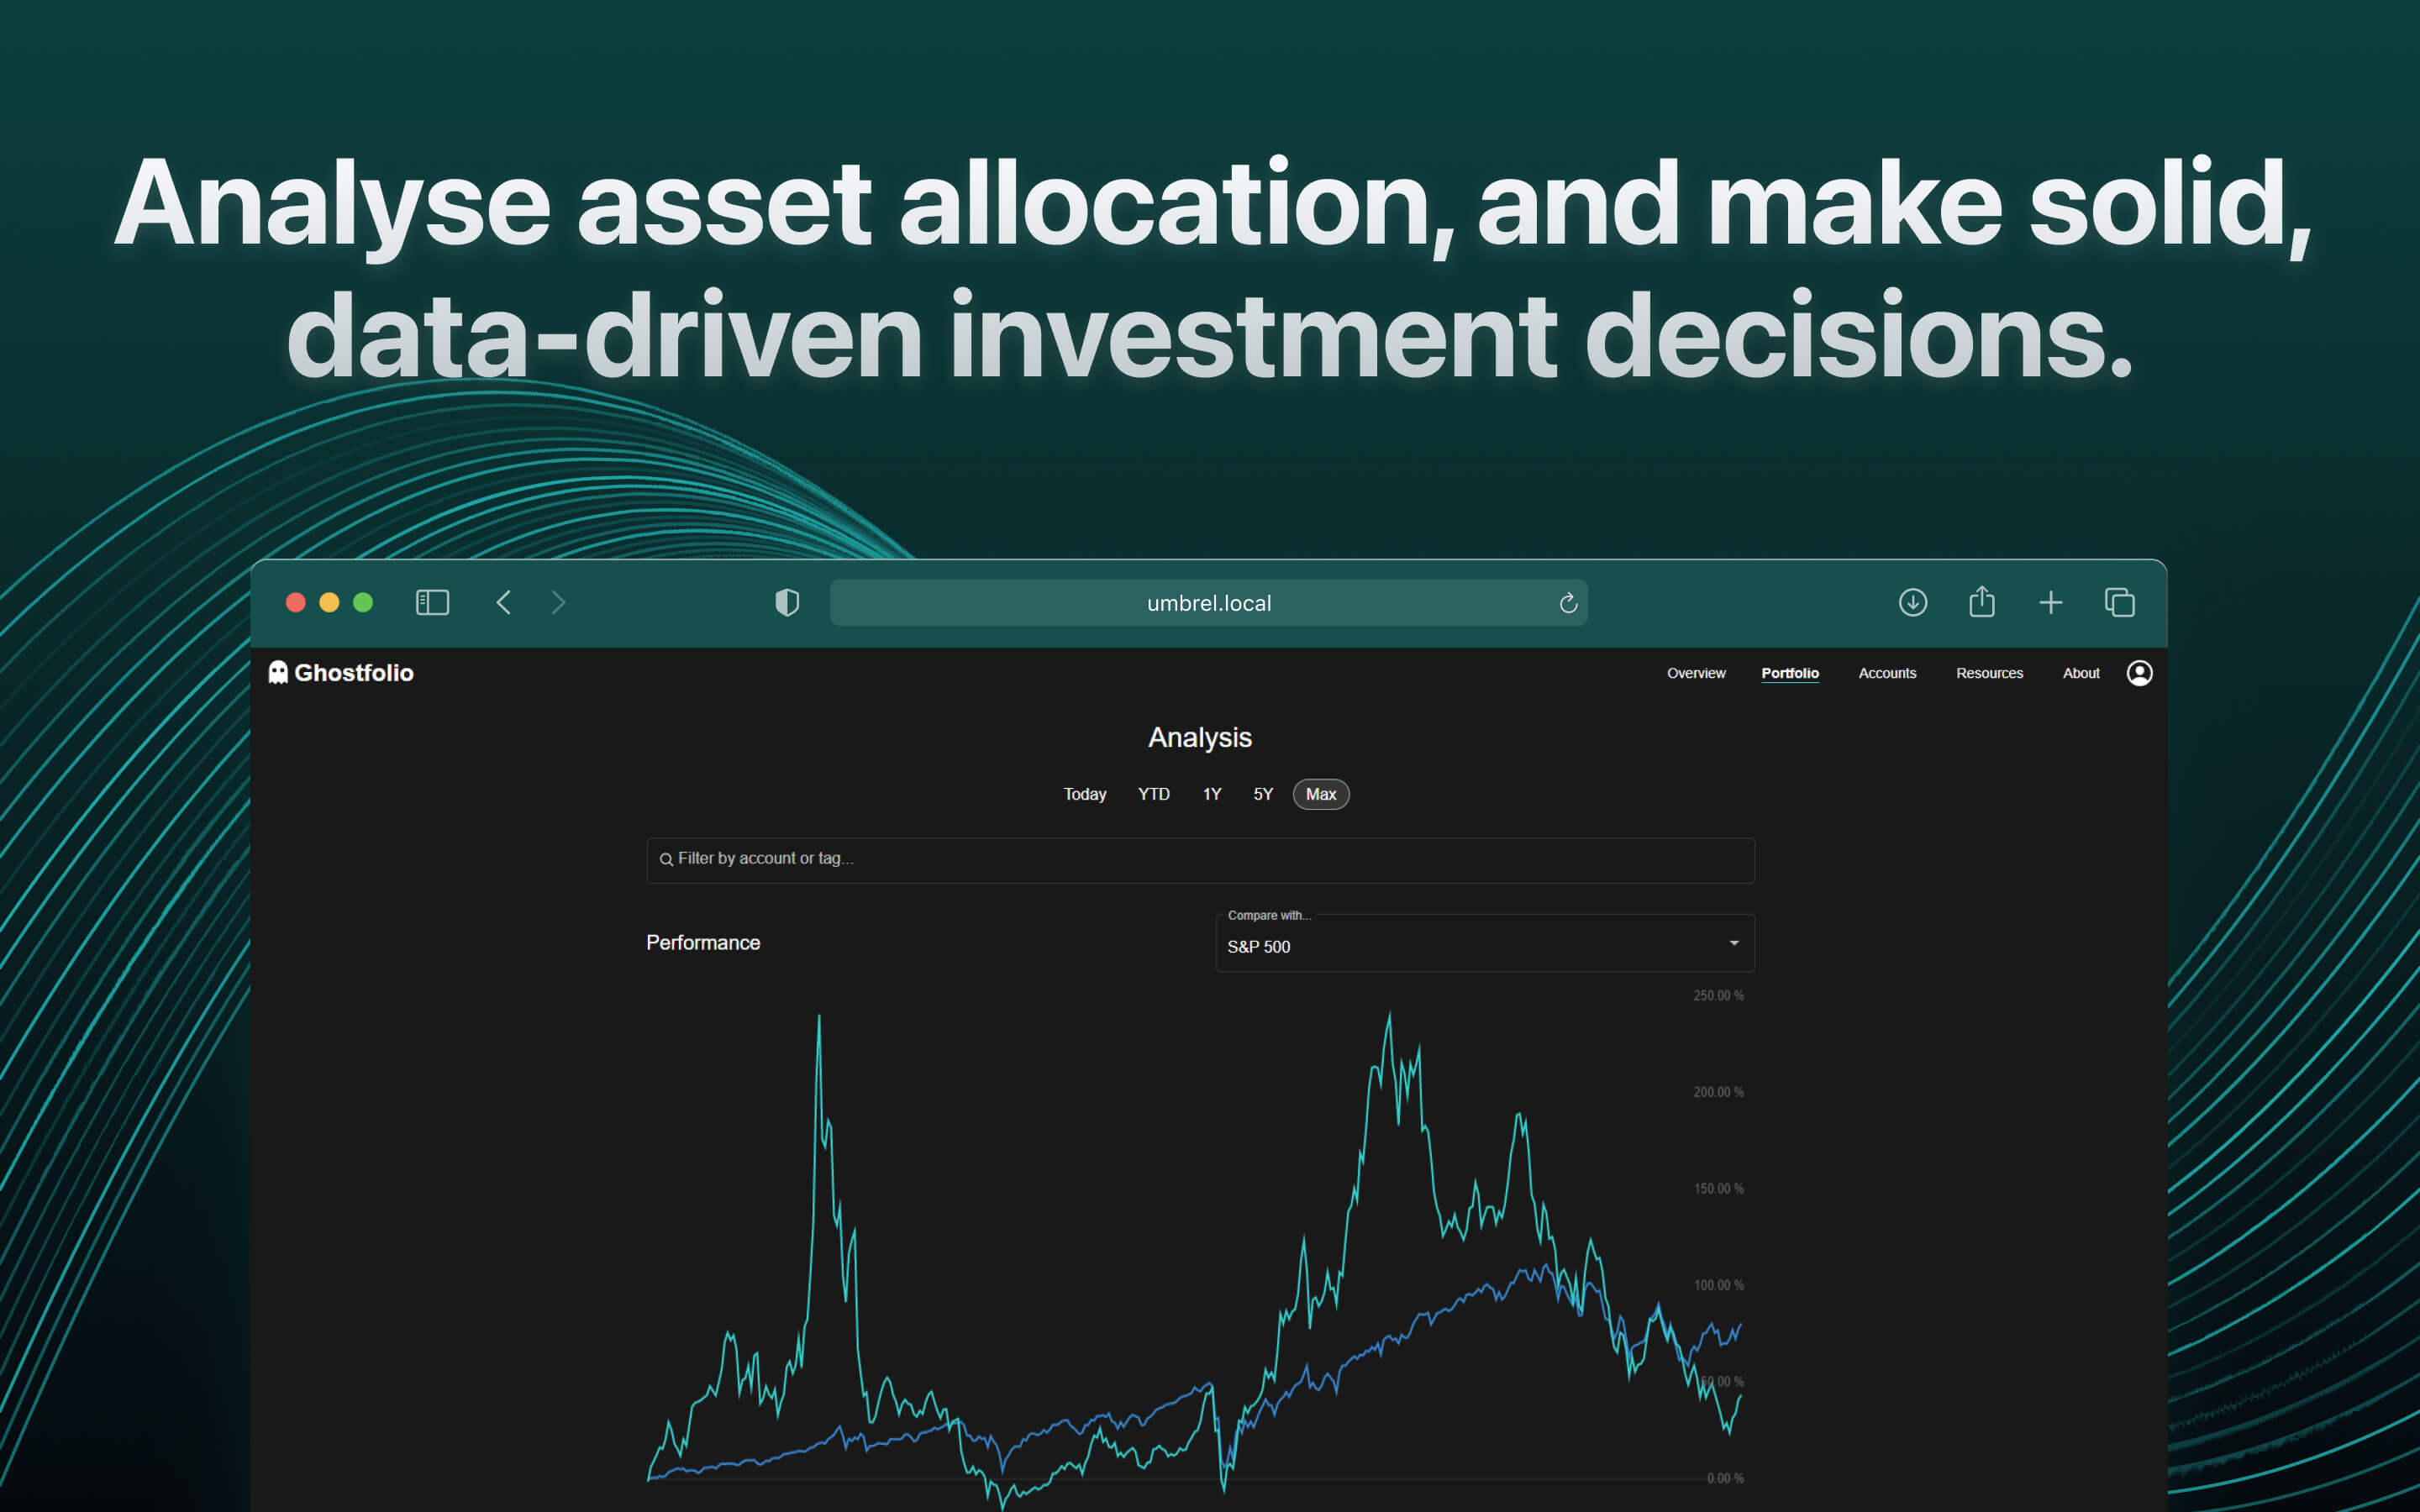 Analyse asset allocation, and make solid,
data-driven investment decisions.
umbrel.local
Ghostfolio
Overview Portfolio Accounts Resources About
Analysis
Today YTD 1Y 5Y Max
Filter by account or tag...
Compare with...
Performance
S&P 500
250.00 %
200.00 %
150.00 %
100.00 %
50.00 %
0.00 %